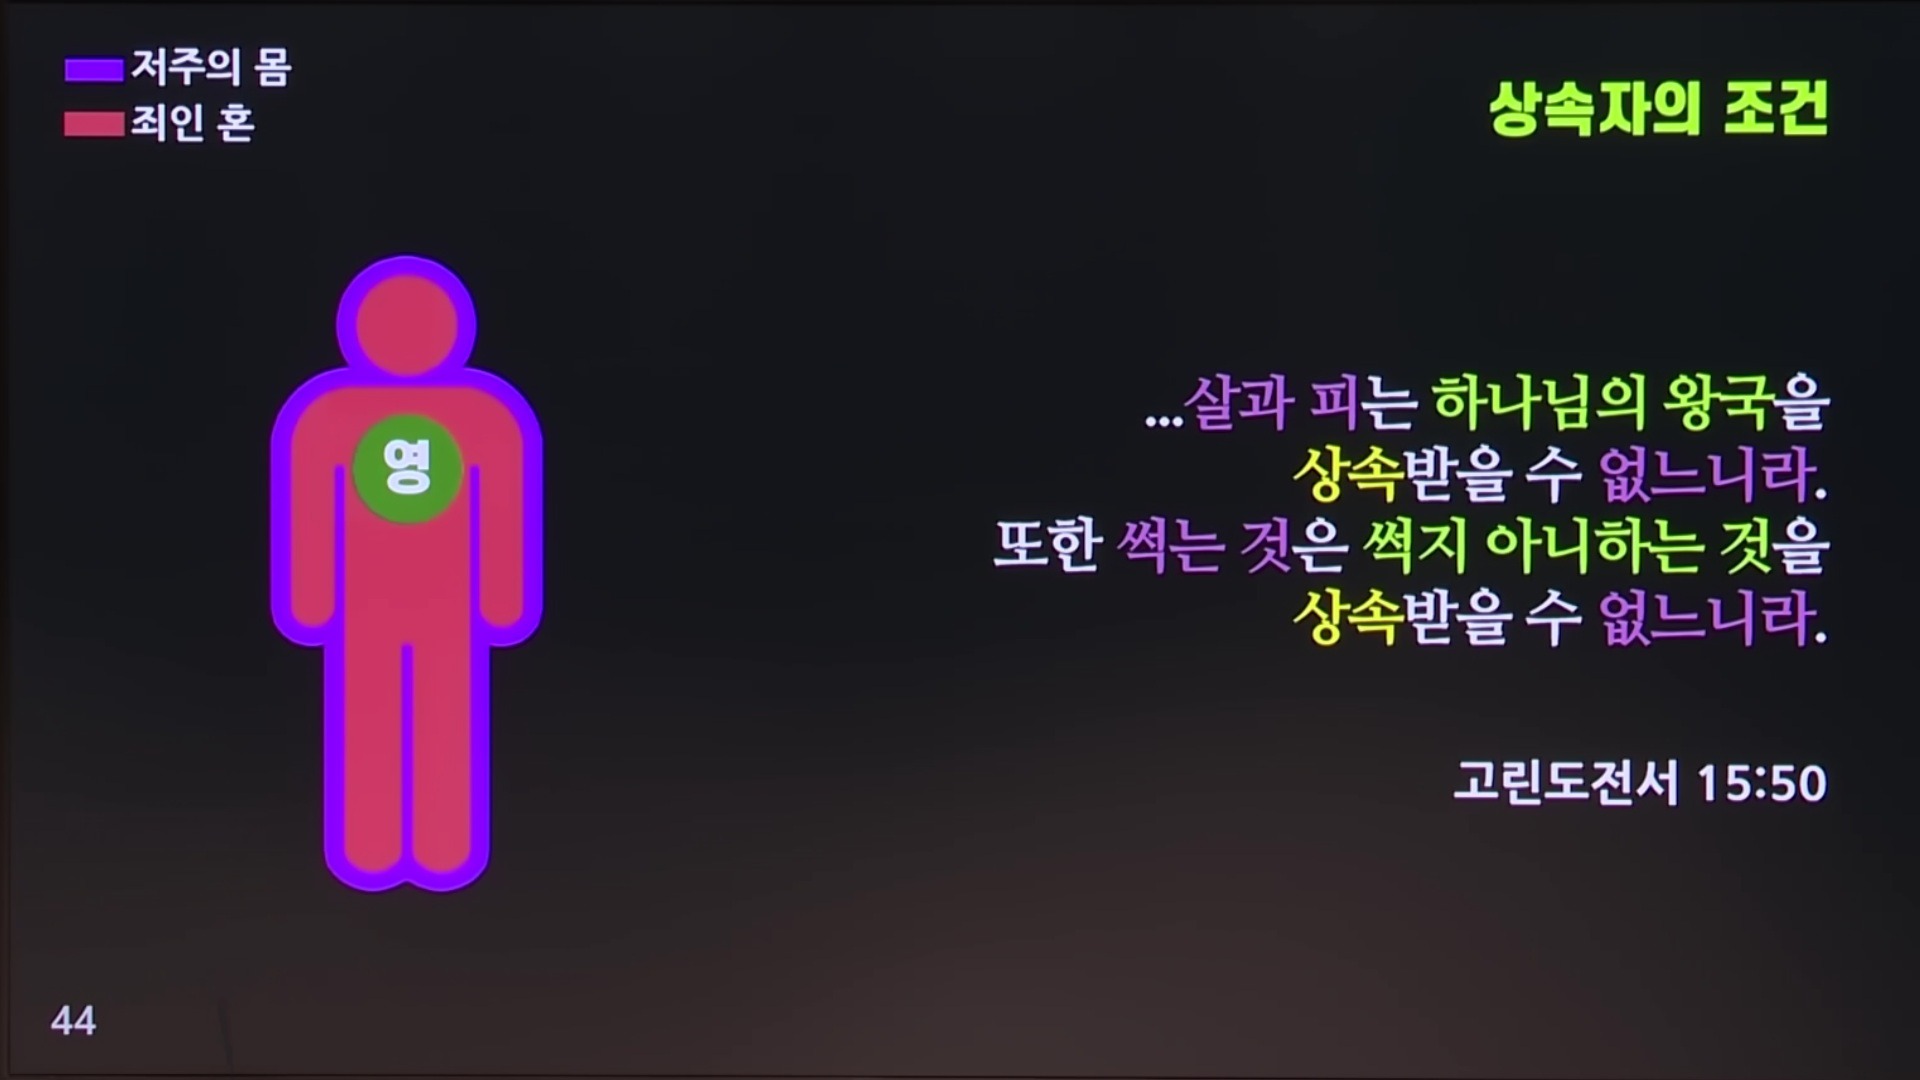 저주의 몸
죄인 혼
상속자의 조건
영
...살과 피는 하나님의 왕국을
상속받을 수 없느니라.
또한 썩는 것은 썩지 아니하는 것을
상속받을 수 없느니라.
고린도전서 15:50
44